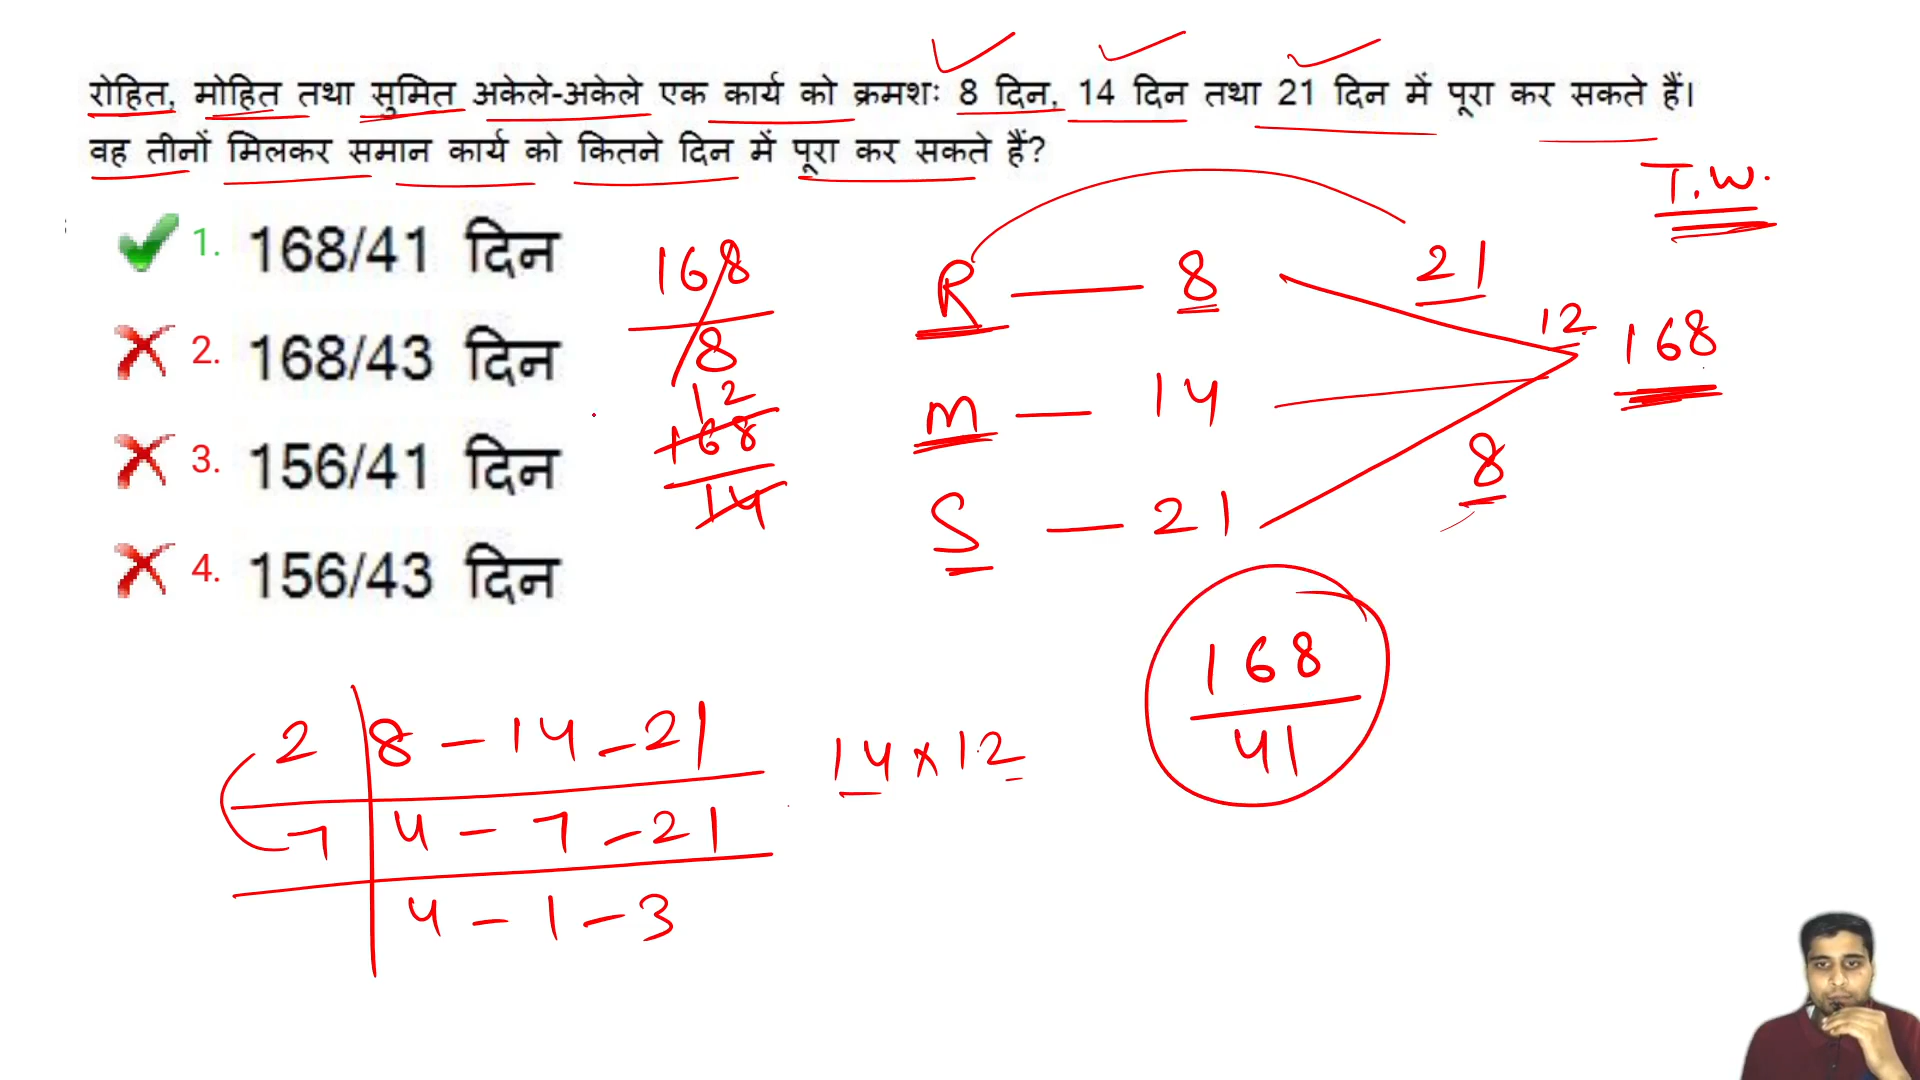 रोहित, मोहित तथा सुमित अकेले-अकेले एक कार्य को क्रमशः 8 दिन, 14 दिन तथा 21 दिन में पूरा कर सकते हैं।
वह तीनों मिलकर समान कार्य को कितने दिन में पूरा कर सकते हैं?
T.W.
1. 168/41 दिन
2. 168/43 दिन
3. 156/41 दिन
4. 156/43 दिन
168
8
12
168
14
R — 8
21
12
168
M — 14
8
S — 21
168
41
2 8 - 14 - 21
7 4 - 7 - 21
4 - 1 - 3
14 x 12